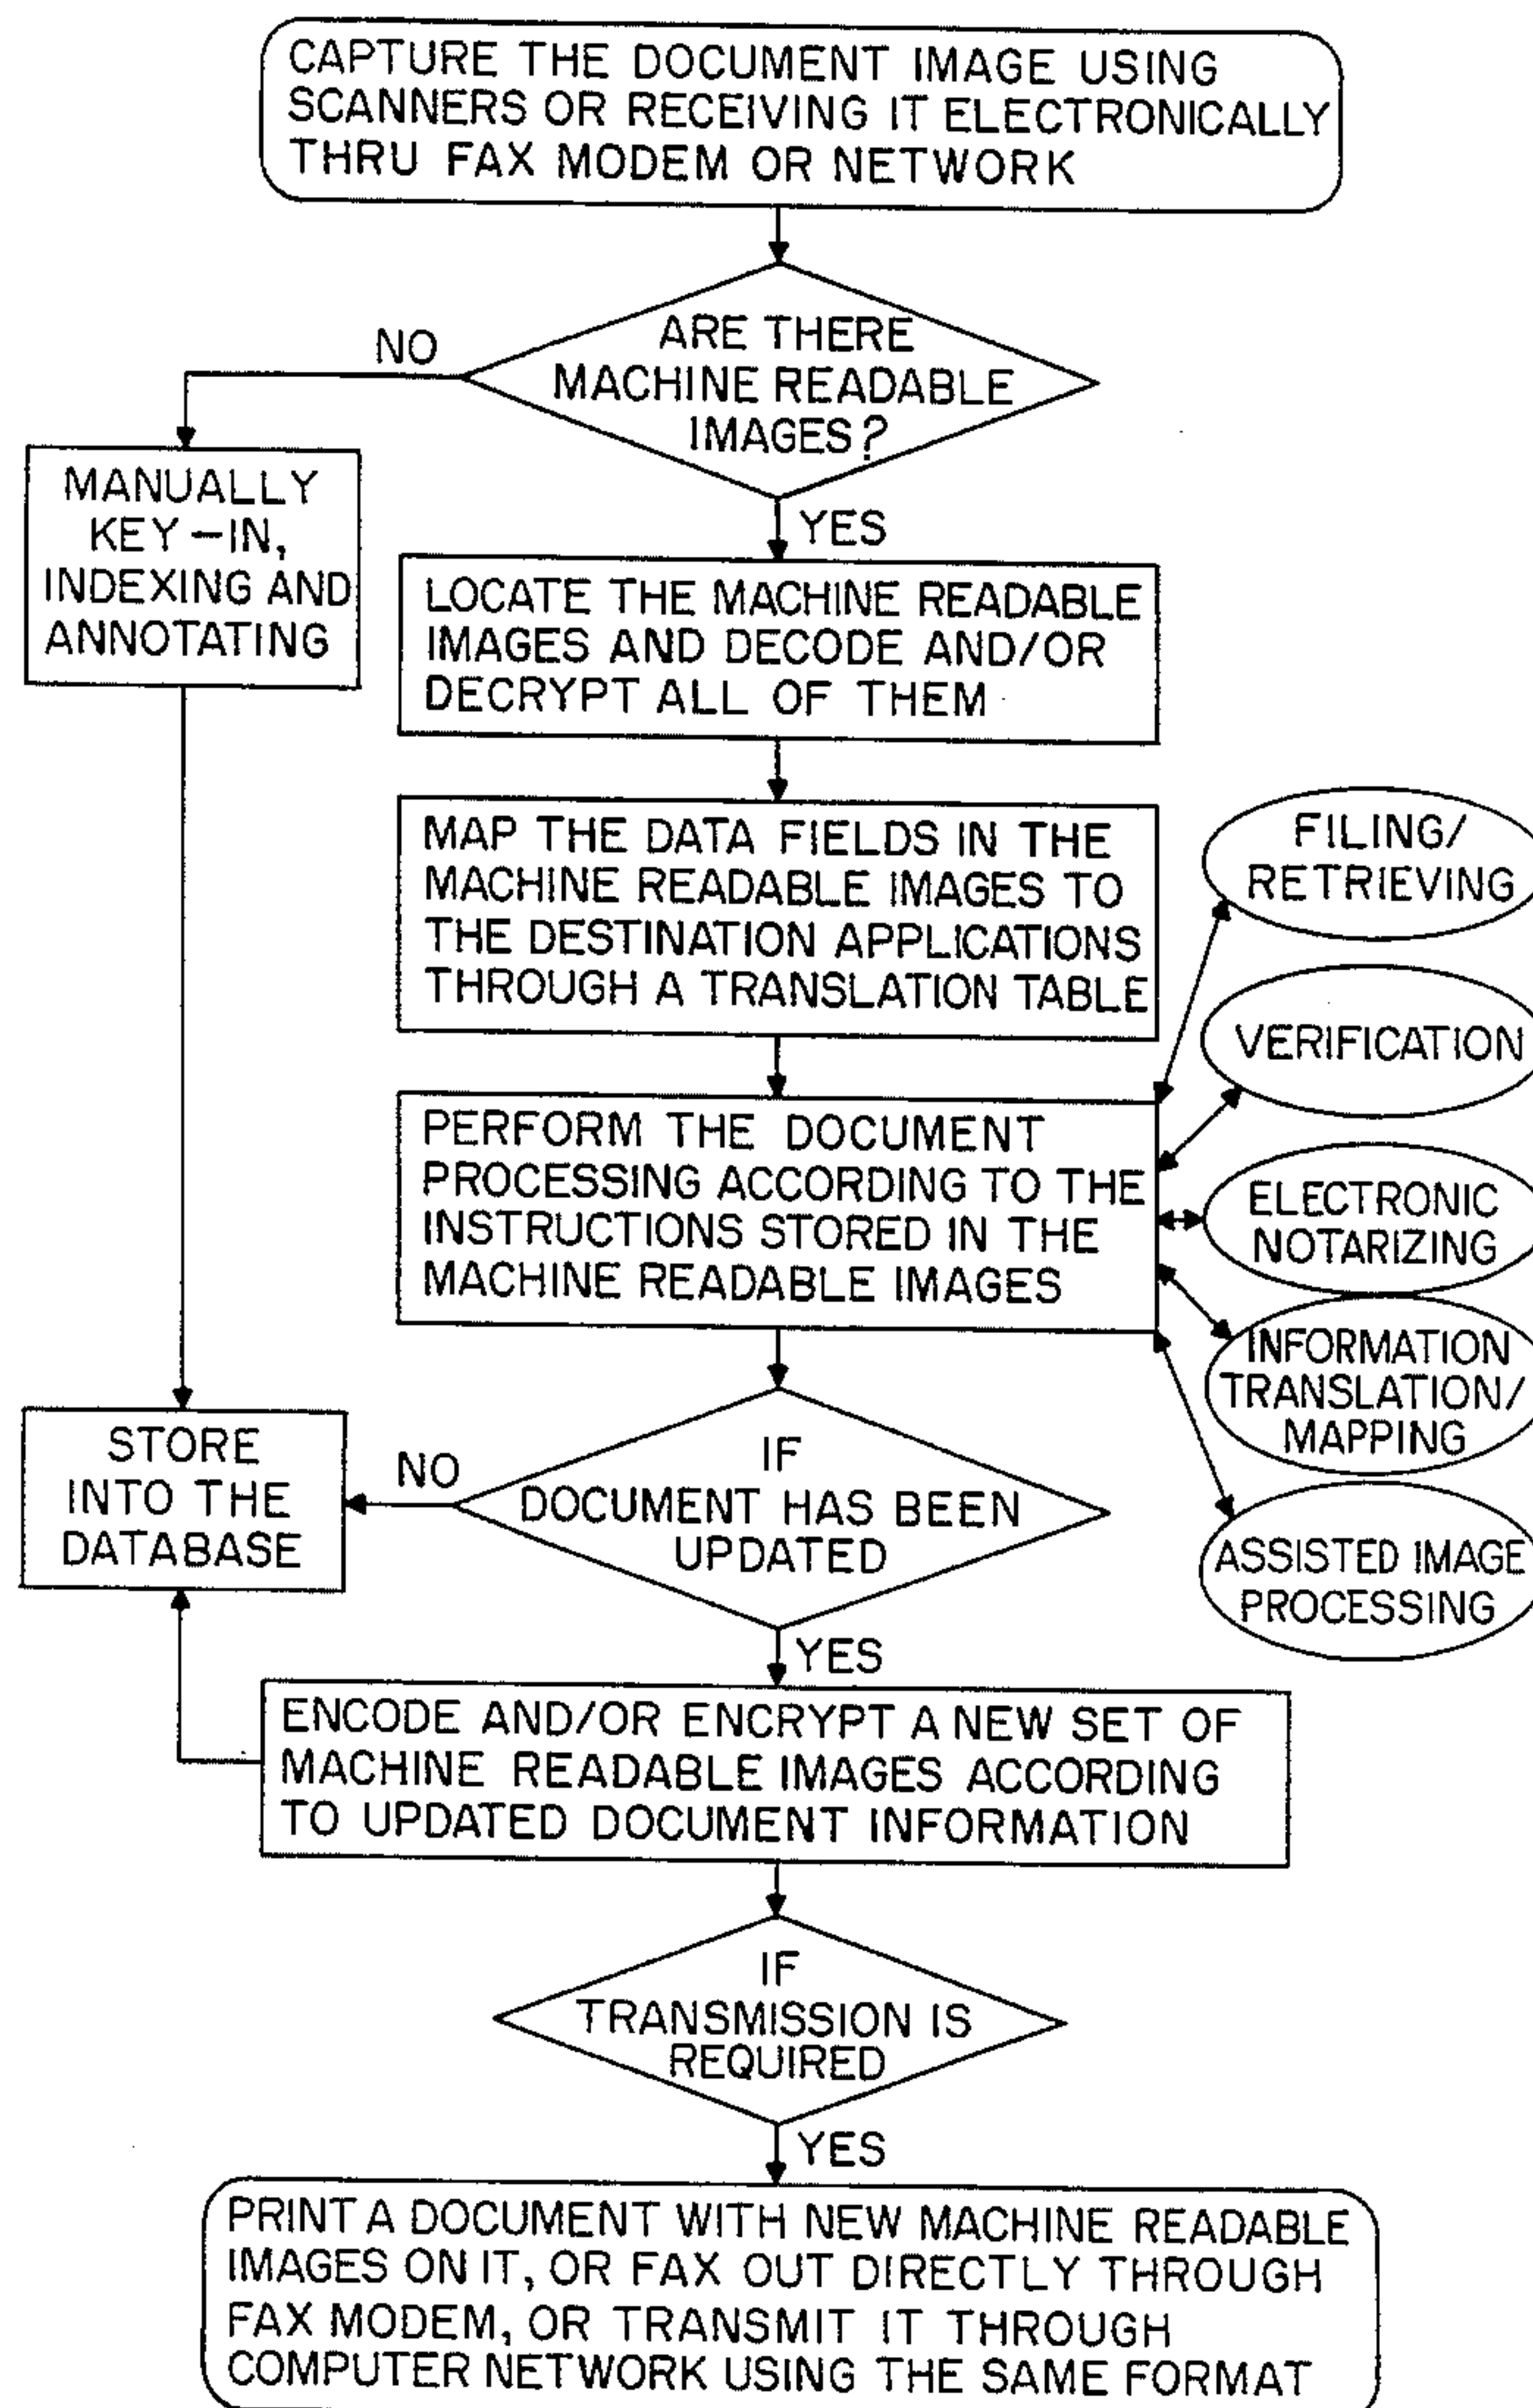 CAPTURE THE DOCUMENT IMAGE USING
SCANNERS OR RECEIVING IT ELECTRONICALLY
THRU FAX MODEM OR NETWORK
ARE THERE
MACHINE READABLE
IMAGES?
NO
YES
MANUALLY
KEY-IN,
INDEXING AND
ANNOTATING
LOCATE THE MACHINE READABLE
IMAGES AND DECODE AND/OR
DECRYPT ALL OF THEM
MAP THE DATA FIELDS IN THE
MACHINE READABLE IMAGES TO
THE DESTINATION APPLICATIONS
THROUGH A TRANSLATION TABLE
PERFORM THE DOCUMENT
PROCESSING ACCORDING TO THE
INSTRUCTIONS STORED IN THE
MACHINE READABLE IMAGES
FILING/
RETRIEVING
VERIFICATION
ELECTRONIC
NOTARIZING
INFORMATION
TRANSLATION/
MAPPING
ASSISTED IMAGE
PROCESSING
IF
DOCUMENT HAS BEEN
UPDATED
NO
YES
STORE
INTO THE
DATABASE
ENCODE AND/OR ENCRYPT A NEW SET OF
MACHINE READABLE IMAGES ACCORDING
TO UPDATED DOCUMENT INFORMATION
IF
TRANSMISSION IS
REQUIRED
YES
PRINT A DOCUMENT WITH NEW MACHINE READABLE
IMAGES ON IT, OR FAX OUT DIRECTLY THROUGH
FAX MODEM, OR TRANSMIT IT THROUGH
COMPUTER NETWORK USING THE SAME FORMAT